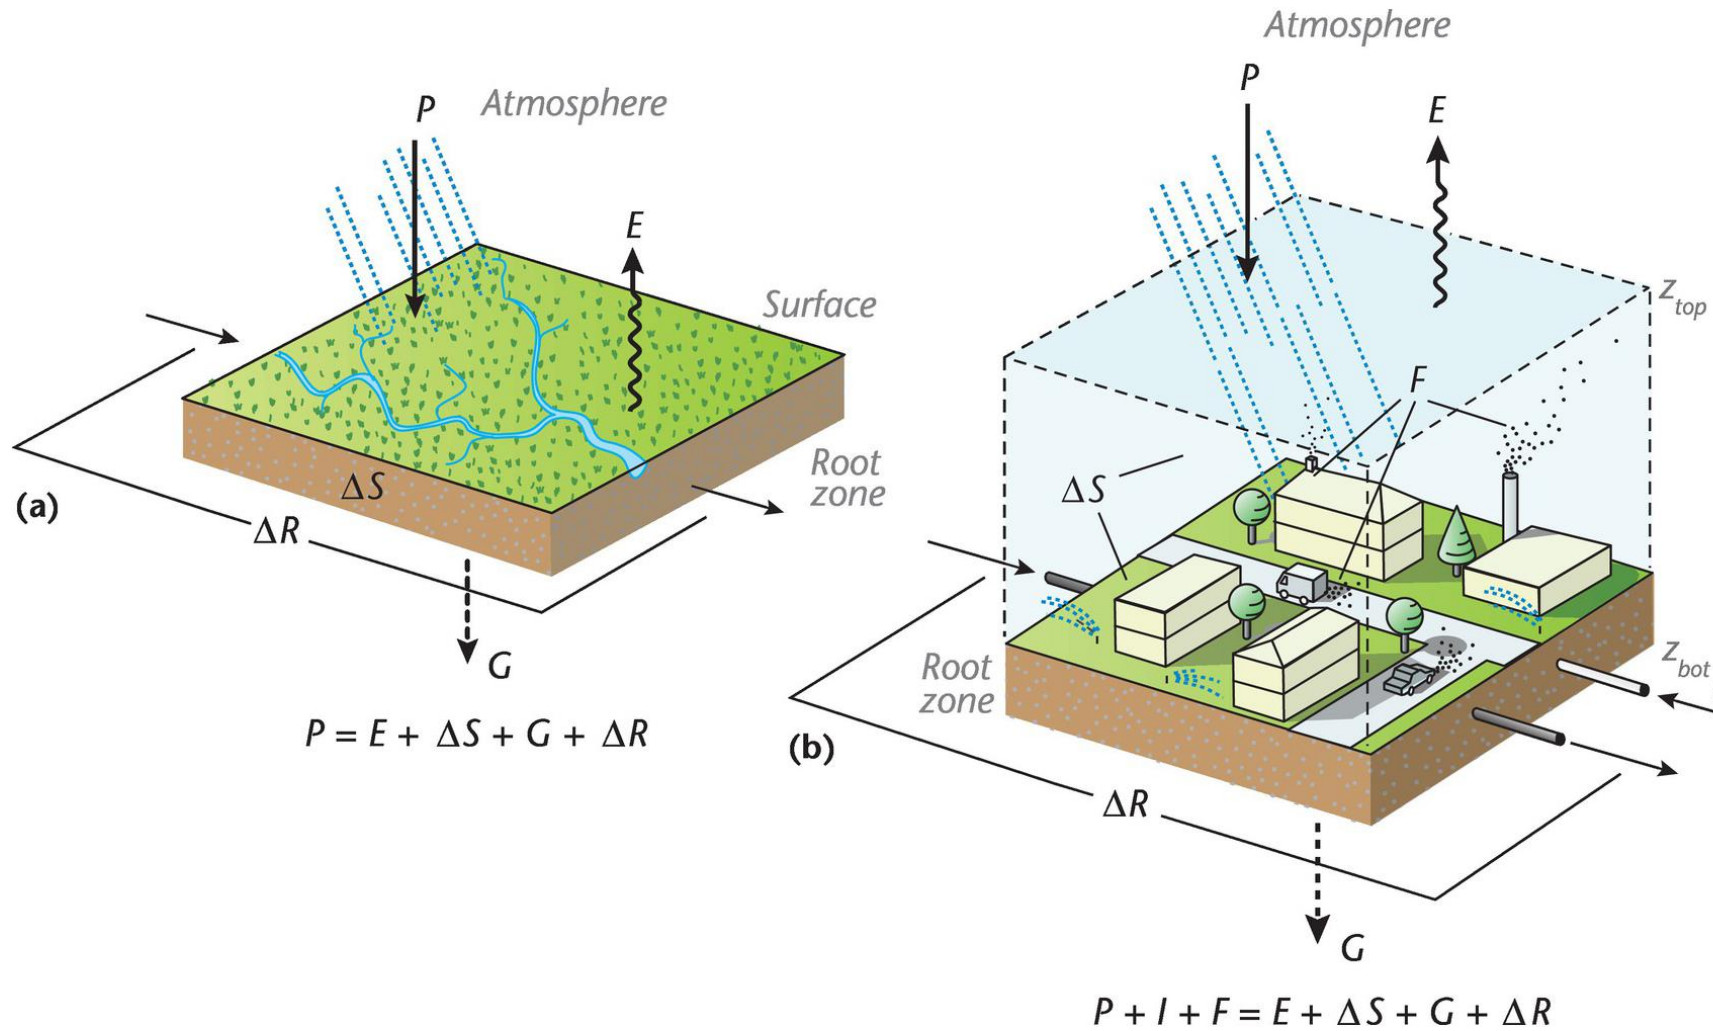 P
Atmosphere
E
Surface
Root
zone
ΔS
(a)
ΔR
G
P = E + ΔS + G + ΔR
Atmosphere
P
E
z_top
F
ΔS
Root
zone
z_bot
(b)
ΔR
G
P + I + F = E + ΔS + G + ΔR